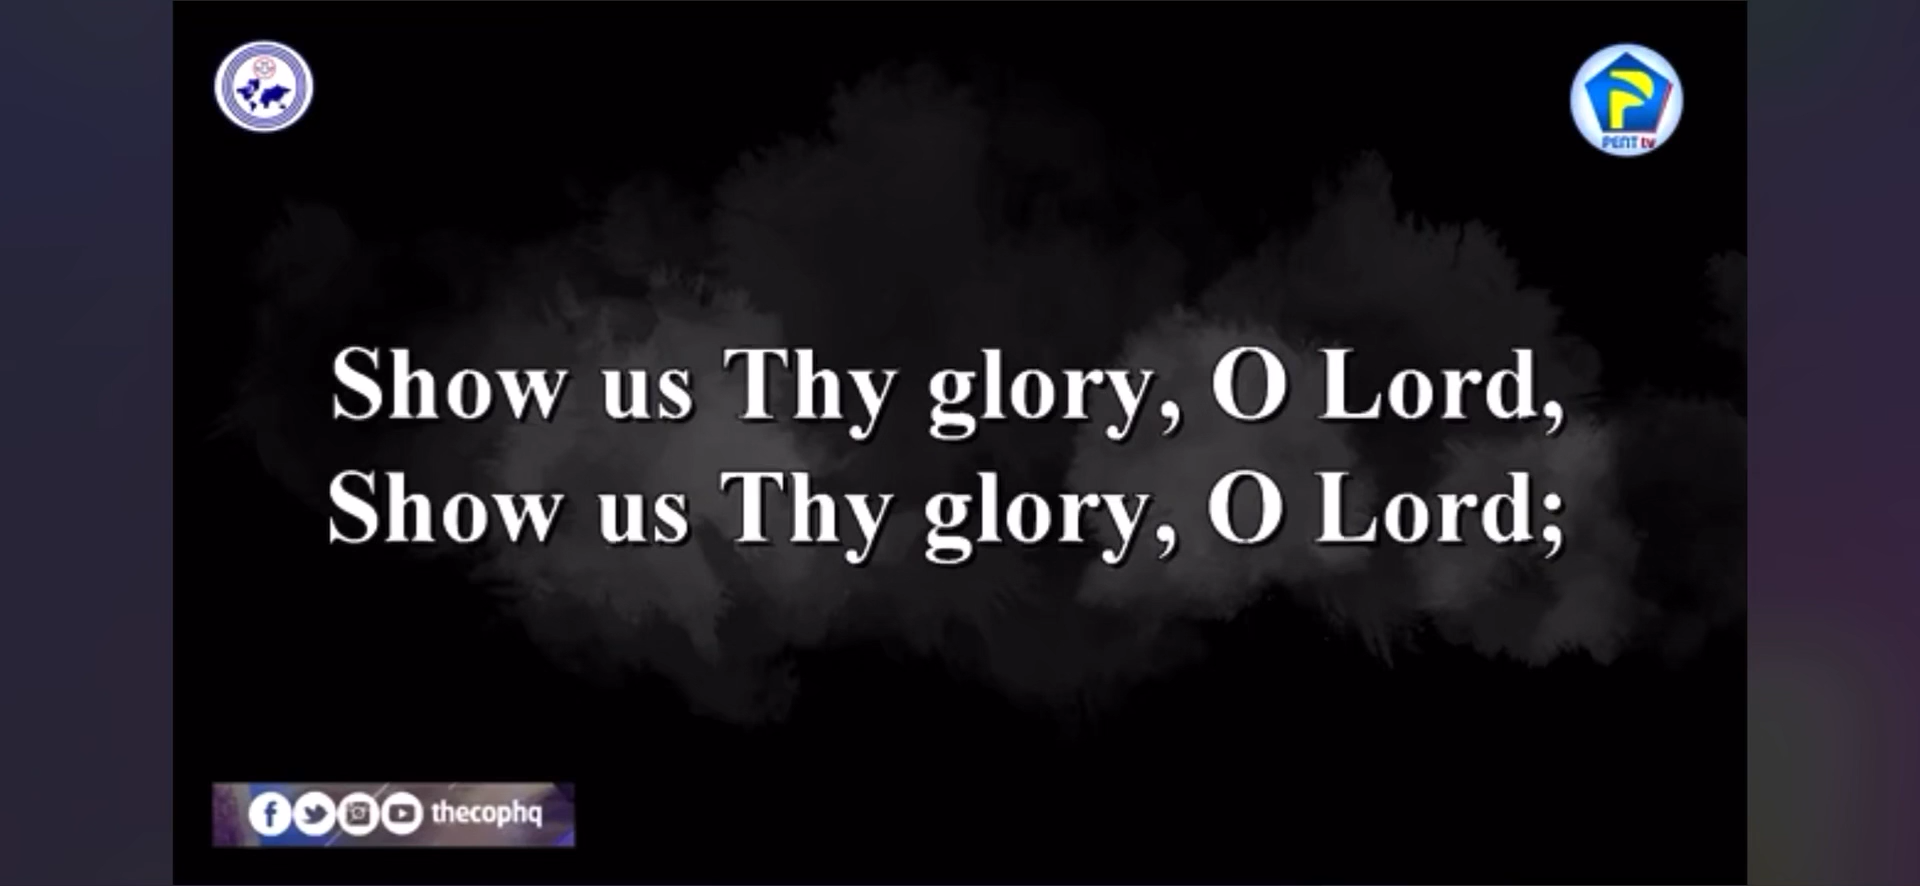 PENT tv
Show us Thy glory, O Lord,
Show us Thy glory, O Lord;
thecophq